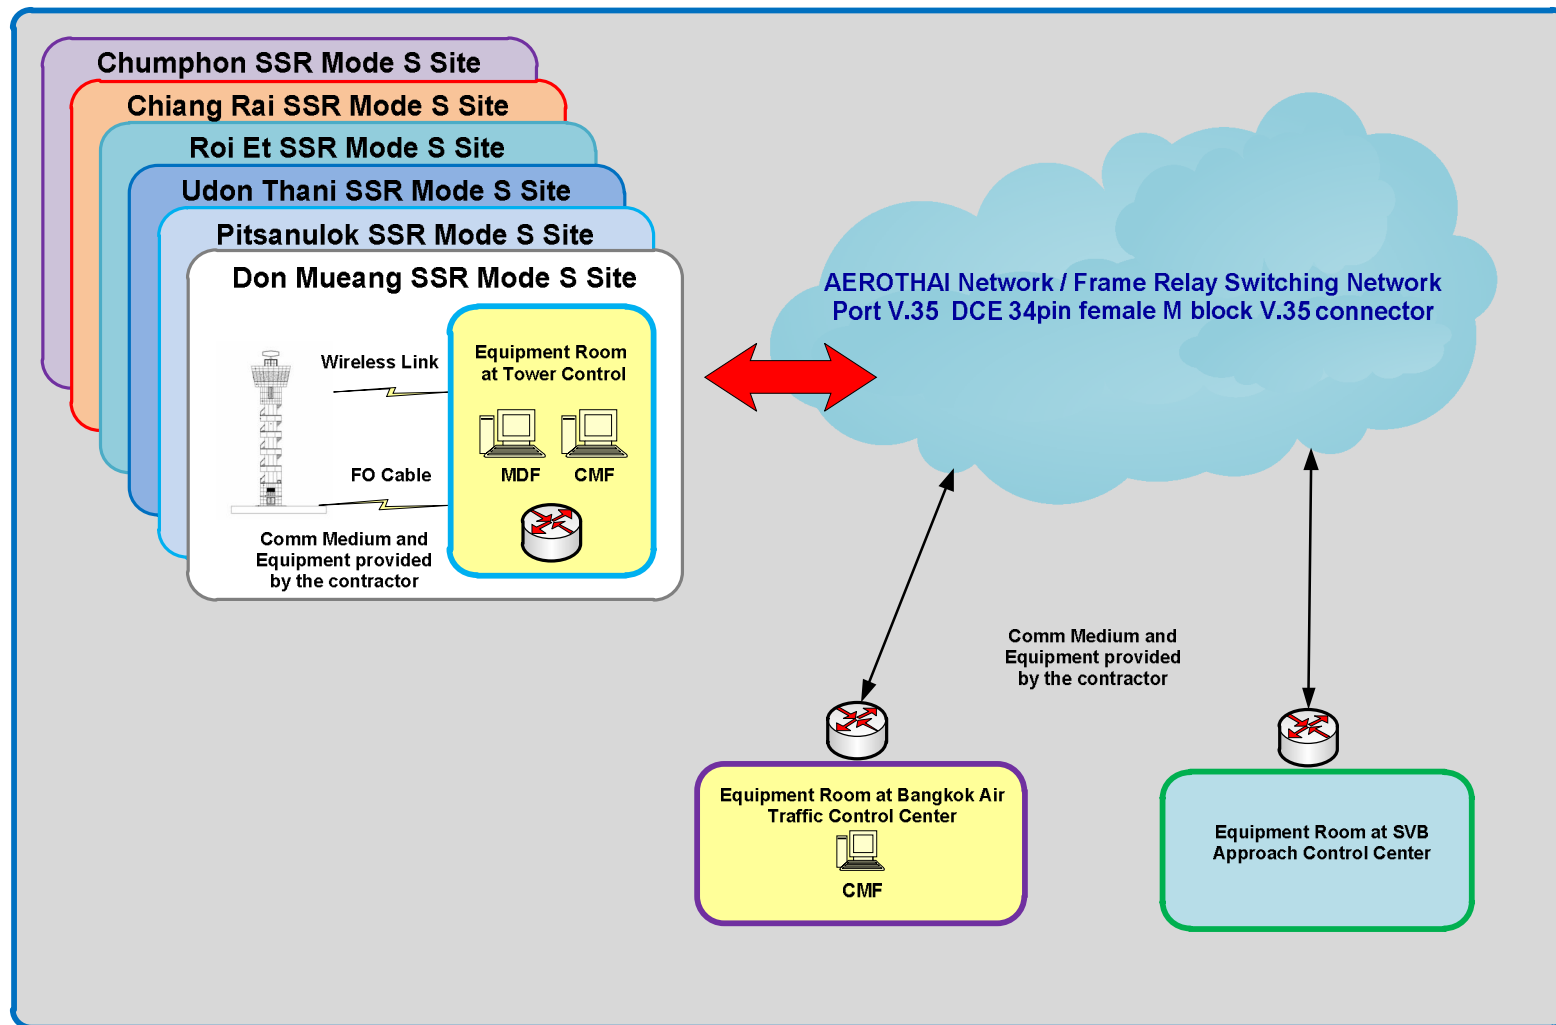 Chumphon SSR Mode S Site
Chiang Rai SSR Mode S Site
Roi Et SSR Mode S Site
Udon Thani SSR Mode S Site
Pitsanulok SSR Mode S Site
Don Mueang SSR Mode S Site
Wireless Link
Equipment Room
at Tower Control
MDF
CMF
FO Cable
Comm Medium and
Equipment provided
by the contractor
AEROTHAI Network / Frame Relay Switching Network
Port V.35 DCE 34pin female M block V.35 connector
Comm Medium and
Equipment provided
by the contractor
Equipment Room at Bangkok Air
Traffic Control Center
CMF
Equipment Room at SVB
Approach Control Center